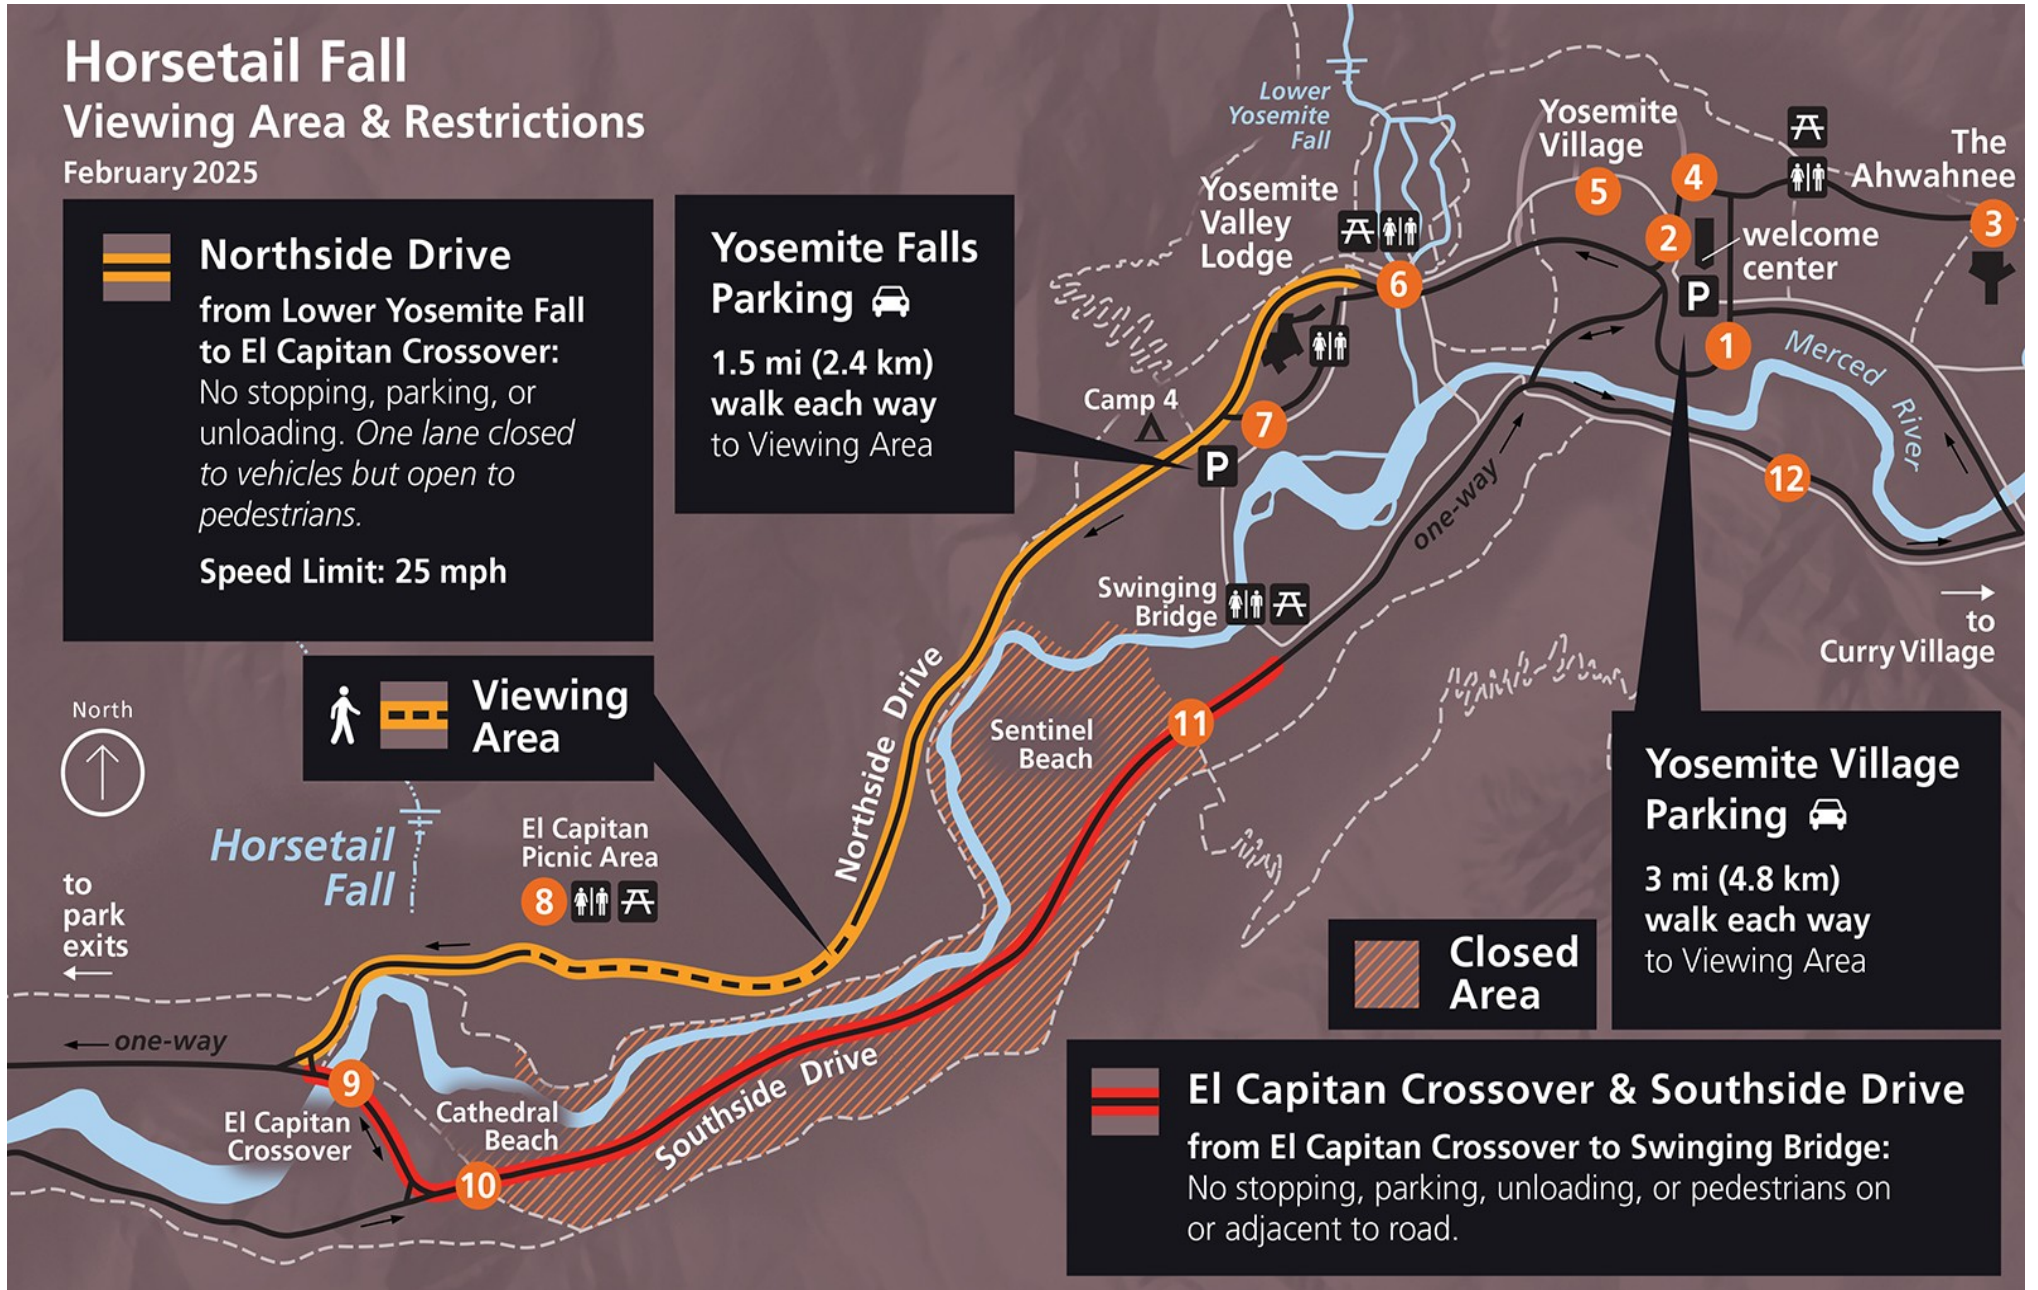 Horsetail Fall
Viewing Area & Restrictions
February 2025
Northside Drive
from Lower Yosemite Fall
to El Capitan Crossover:
No stopping, parking, or
unloading. One lane closed
to vehicles but open to
pedestrians.
Speed Limit: 25 mph
Yosemite Falls
Parking
1.5 mi (2.4 km)
walk each way
to Viewing Area
Lower
Yosemite
Fall
Yosemite
Valley
Lodge
Yosemite
Village
The
Ahwahnee
5
4
2
3
welcome
center
P
1
6
Merced
River
Camp 4
7
P
12
one-way
Swinging
Bridge
to
Curry Village
Viewing
Area
North
Northside Drive
Sentinel
Beach
11
Yosemite Village
Parking
3 mi (4.8 km)
walk each way
to Viewing Area
Horsetail
Fall
El Capitan
Picnic Area
8
to
park
exits
Closed
Area
one-way
9
El Capitan
Crossover
Cathedral
Beach
10
Southside Drive
El Capitan Crossover & Southside Drive
from El Capitan Crossover to Swinging Bridge:
No stopping, parking, unloading, or pedestrians on
or adjacent to road.